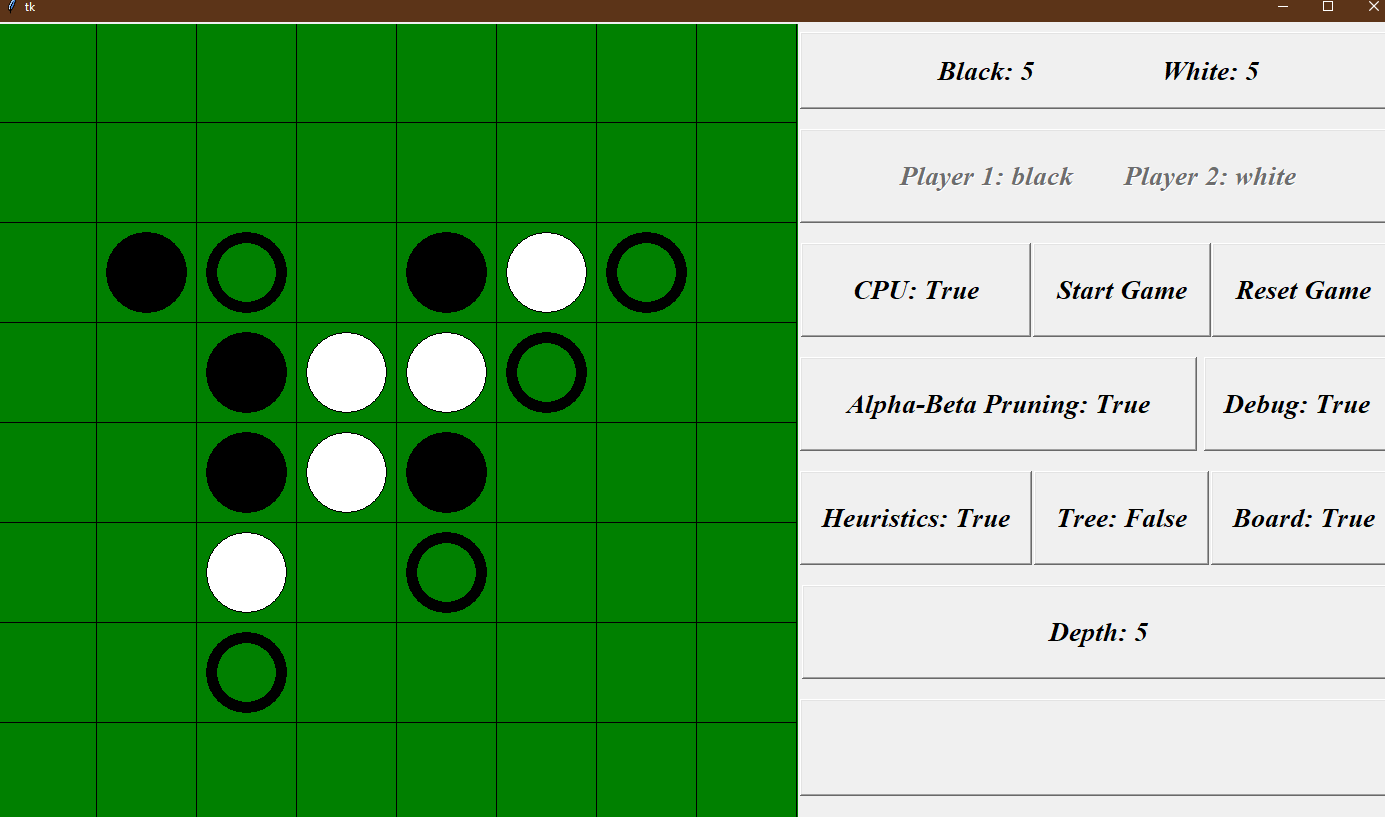 tk
Black: 5 White: 5
Player 1: black Player 2: white
CPU: True Start Game Reset Game
Alpha-Beta Pruning: True Debug: True
Heuristics: True Tree: False Board: True
Depth: 5